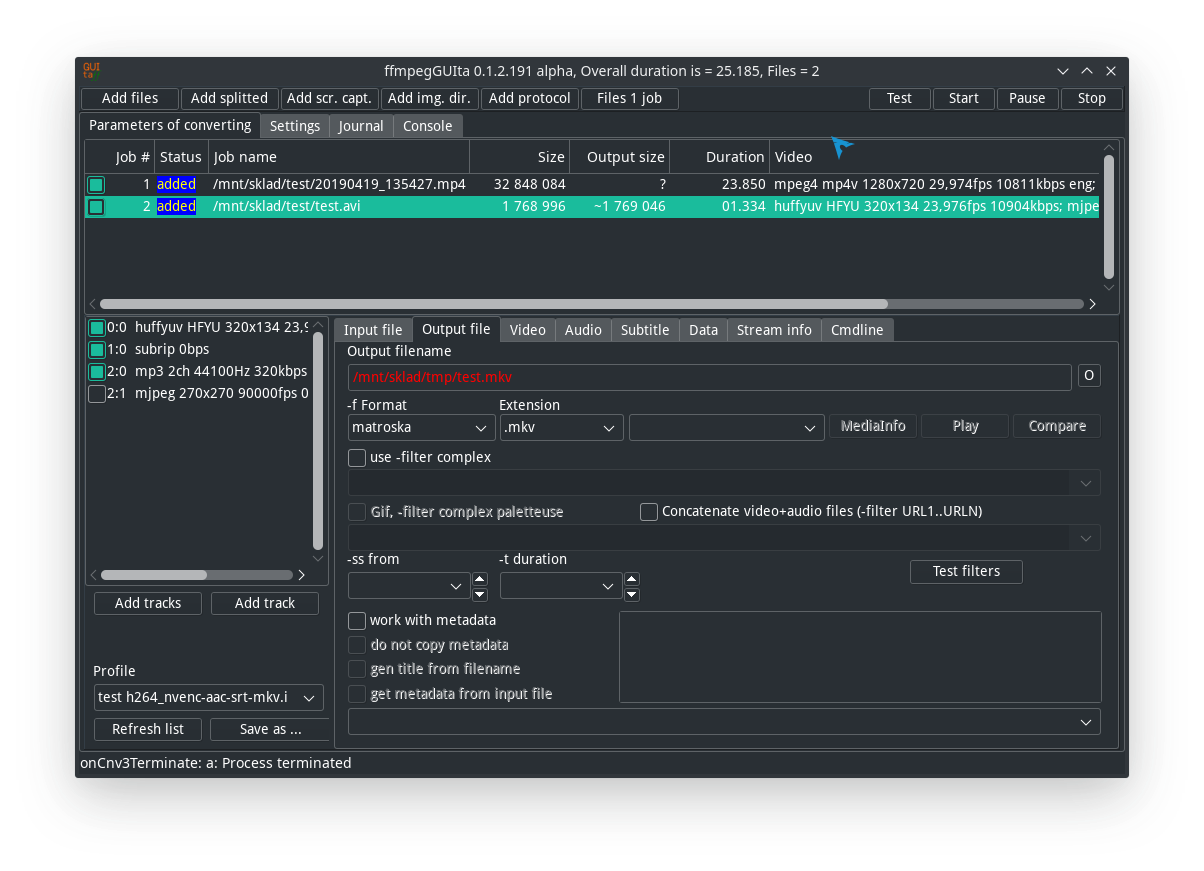 GUI
ta
ffmpegGUIta 0.1.2.191 alpha, Overall duration is = 25.185, Files = 2
Add files Add splitted Add scr. capt. Add img. dir. Add protocol Files 1 job Test Start Pause Stop
Parameters of converting Settings Journal Console
Job # Status Job name Size Output size Duration Video
1 added /mnt/sklad/test/20190419_135427.mp4 32 848 084 ? 23.850 mpeg4 mp4v 1280x720 29,974fps 10811kbps eng;
2 added /mnt/sklad/test/test.avi 1 768 996 ~1 769 046 01.334 huffyuv HFYU 320x134 23,976fps 10904kbps; mjpe
0:0 huffyuv HFYU 320x134 23,9
1:0 subrip 0bps
2:0 mp3 2ch 44100Hz 320kbps
2:1 mjpeg 270x270 90000fps 0
Add tracks Add track
Profile
test h264_nvenc-aac-srt-mkv.i
Refresh list Save as ...
Input file Output file Video Audio Subtitle Data Stream info Cmdline
Output filename
/mnt/sklad/tmp/test.mkv O
-f Format Extension
matroska .mkv MediaInfo Play Compare
use -filter complex
Gif, -filter complex paletteuse Concatenate video+audio files (-filter URL1..URLN)
-ss from -t duration
Test filters
work with metadata
do not copy metadata
gen title from filename
get metadata from input file
onCnv3Terminate: a: Process terminated